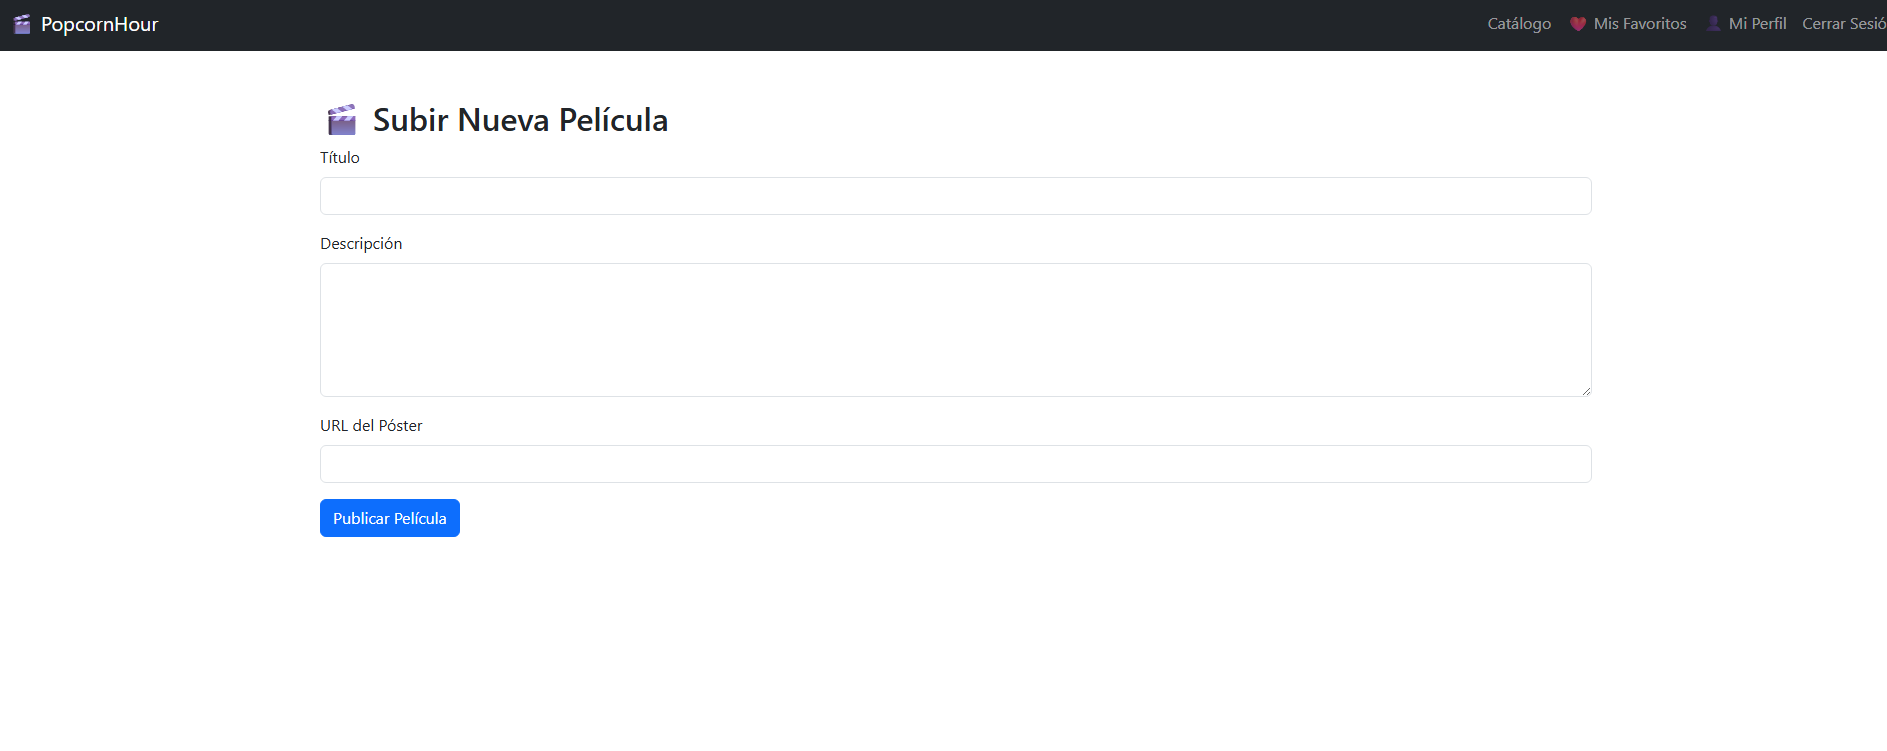 PopcornHour
Catálogo Mis Favoritos Mi Perfil Cerrar Sesió
Subir Nueva Película
Título
Descripción
URL del Póster
Publicar Película